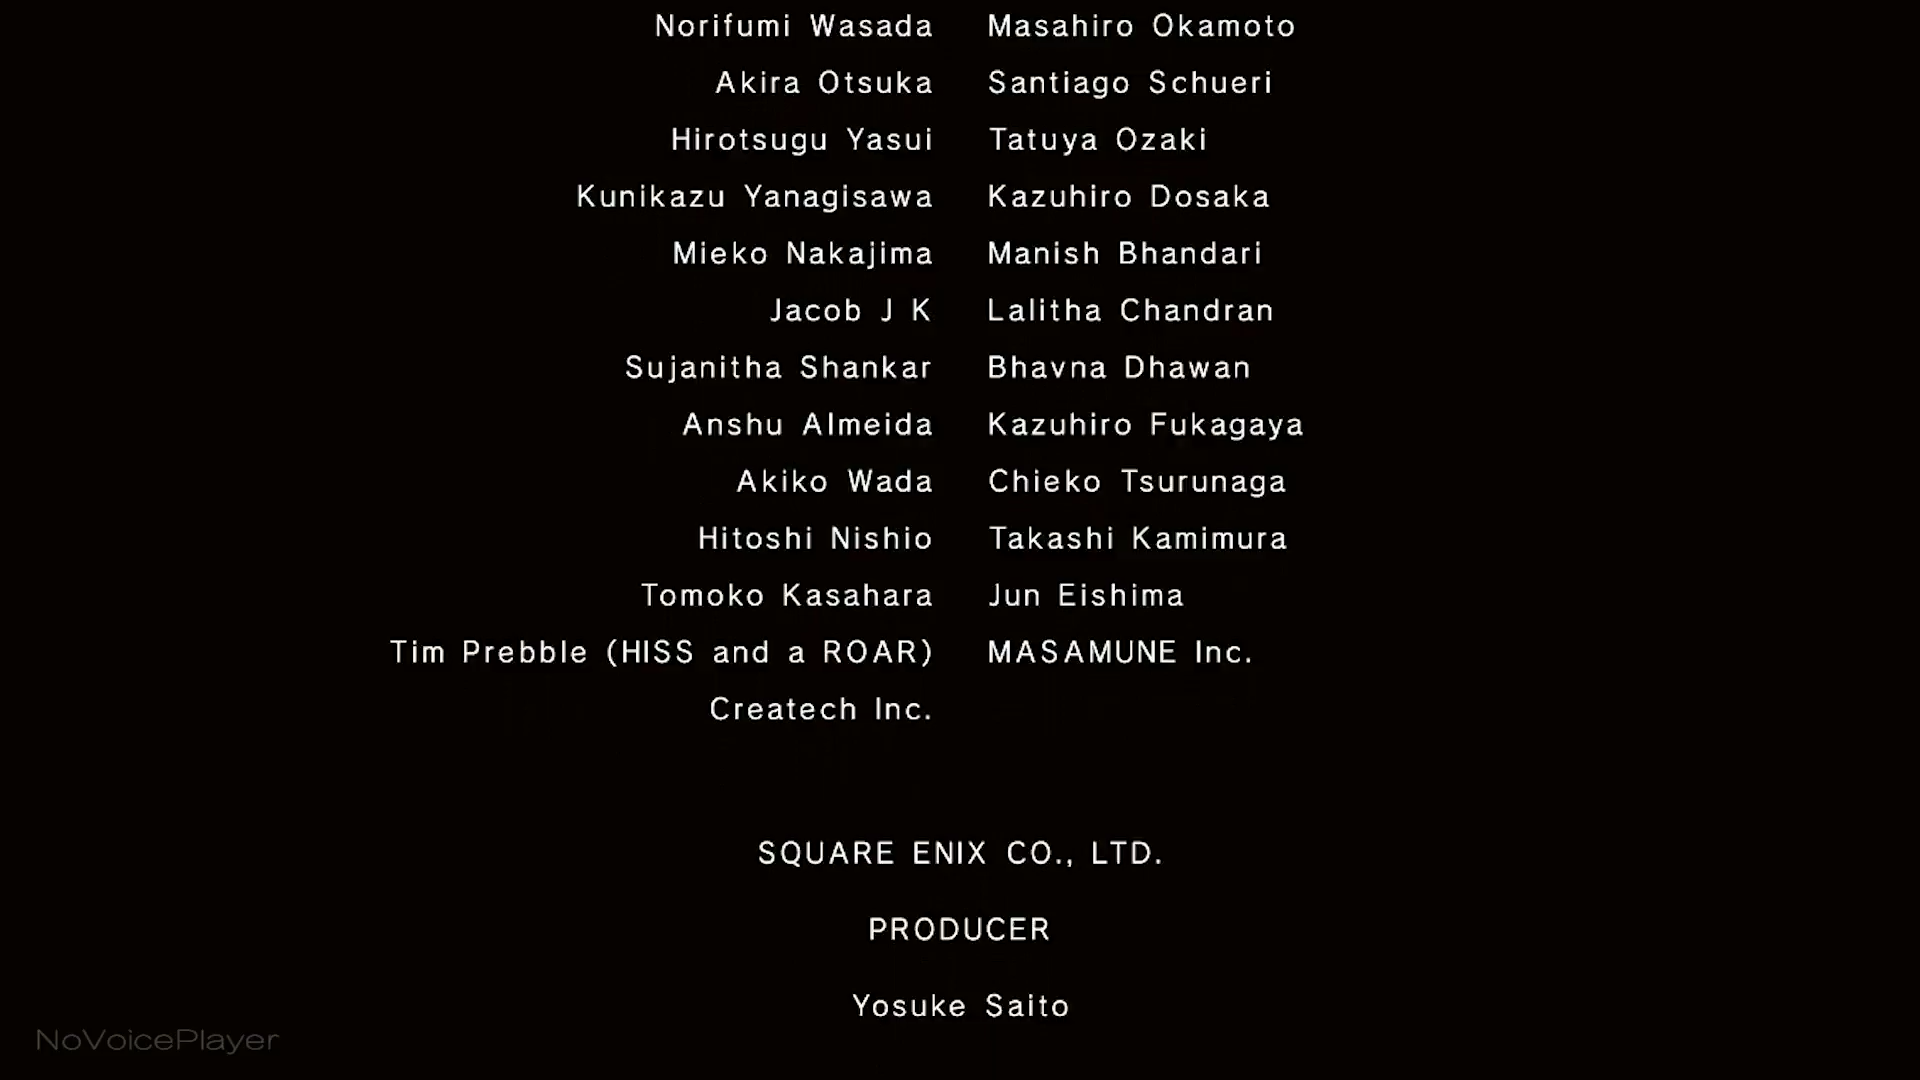 Norifumi Wasada Masahiro Okamoto
Akira Otsuka Santiago Schueri
Hirotsugu Yasui Tatuya Ozaki
Kunikazu Yanagisawa Kazuhiro Dosaka
Mieko Nakajima Manish Bhandari
Jacob J K Lalitha Chandran
Sujanitha Shankar Bhavna Dhawan
Anshu Almeida Kazuhiro Fukagaya
Akiko Wada Chieko Tsurunaga
Hitoshi Nishio Takashi Kamimura
Tomoko Kasahara Jun Eishima
Tim Prebble (HISS and a ROAR) MASAMUNE Inc.
Createch Inc.
SQUARE ENIX CO., LTD.
PRODUCER
Yosuke Saito
NoVoicePlayer